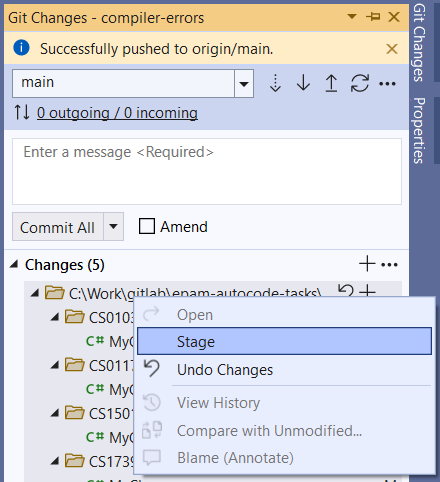 Git Changes - compiler-errors
Successfully pushed to origin/main.
main
0 outgoing / 0 incoming
Enter a message <Required>
Commit All
Amend
Changes (5)
C:\Work\gitlab\epam-autocode-tasks\
CS0103
C# MyC
CS0117
C# MyC
CS1501
C# MyC
CS1739
Open
Stage
Undo Changes
View History
Compare with Unmodified...
Blame (Annotate)
Git Changes
Properties